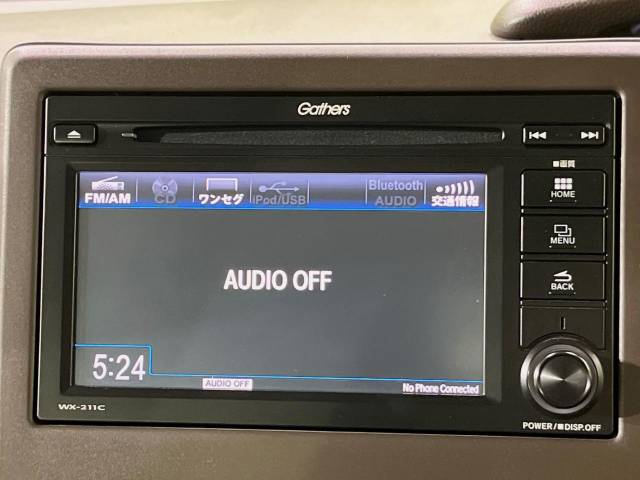 Gathers
■画質
FM/AM
CD
ワンセグ
iPod/USB
Bluetooth
AUDIO
交通情報
HOME
MENU
BACK
AUDIO OFF
5:24
AUDIO OFF
No Phone Connected
WX-211C
POWER/■DISP.OFF